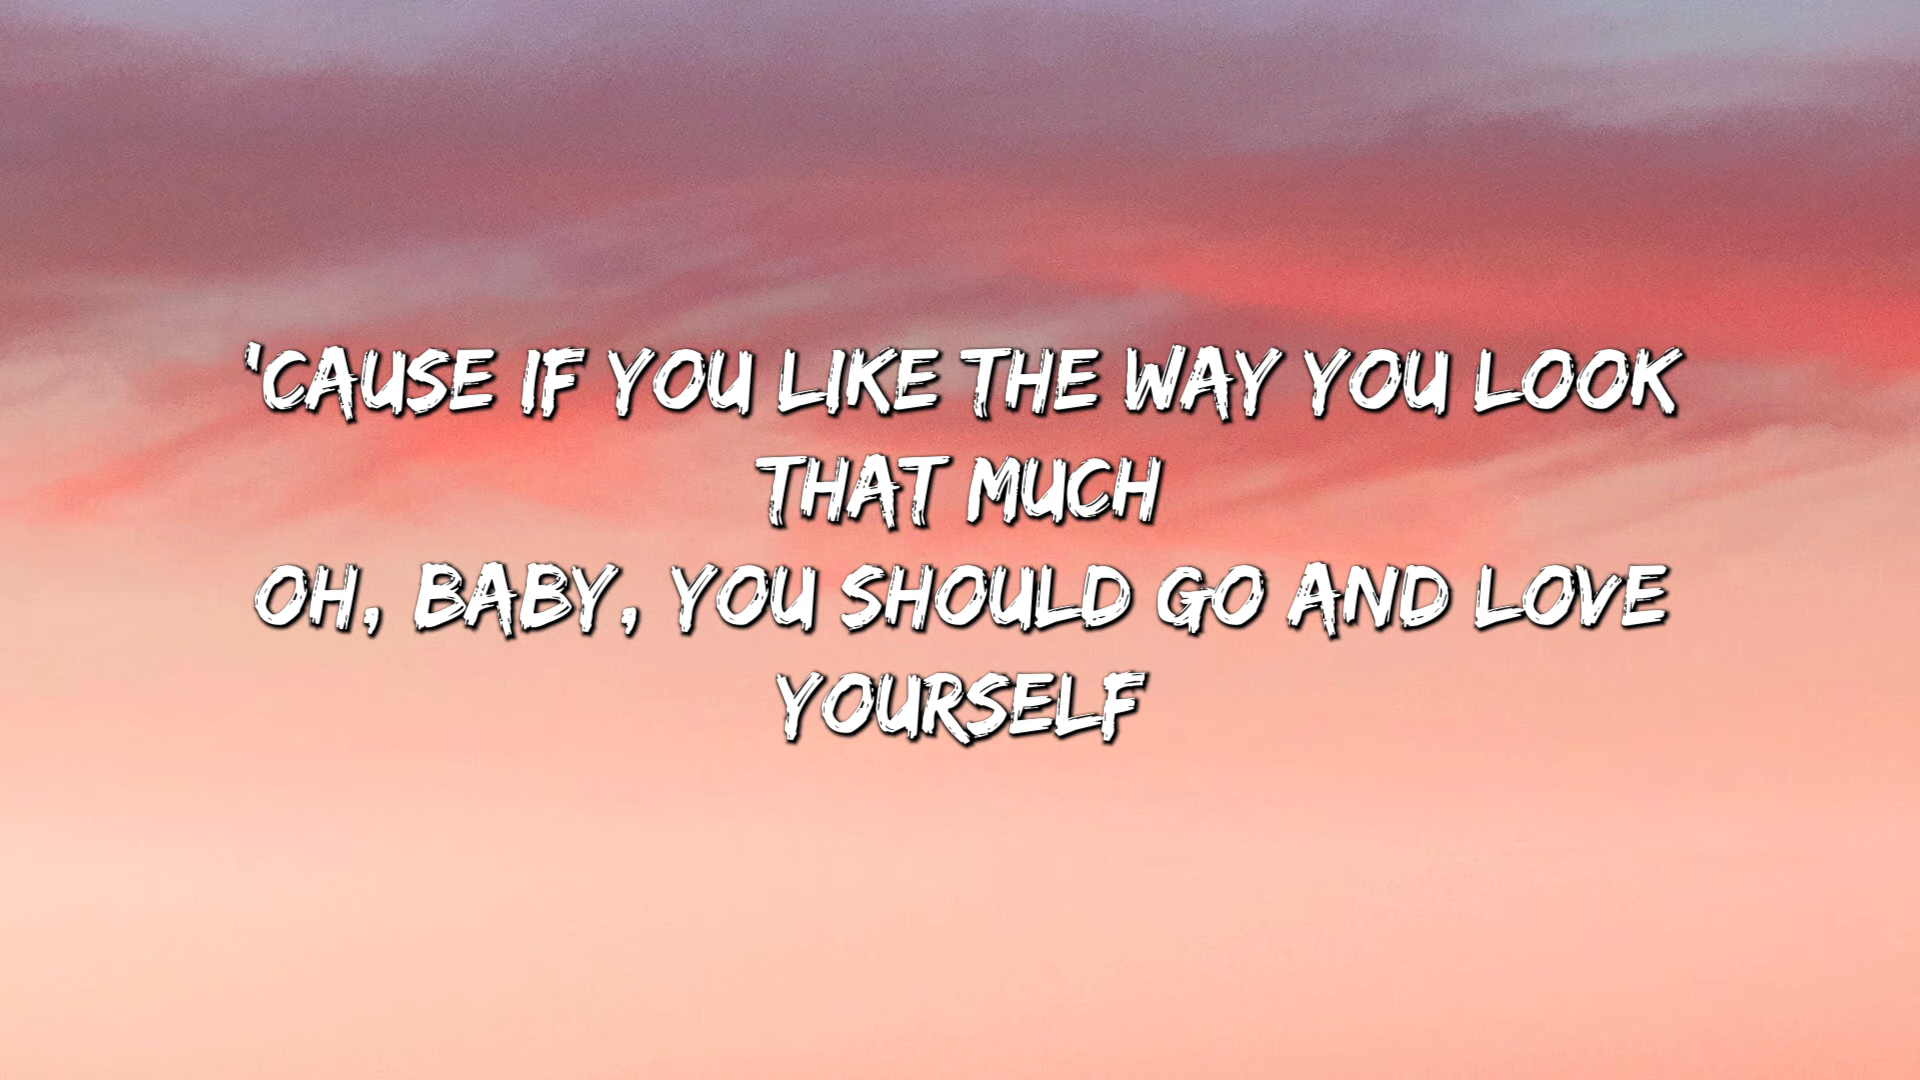 'CAUSE IF YOU LIKE THE WAY YOU LOOK
THAT MUCH
OH, BABY, YOU SHOULD GO AND LOVE
YOURSELF